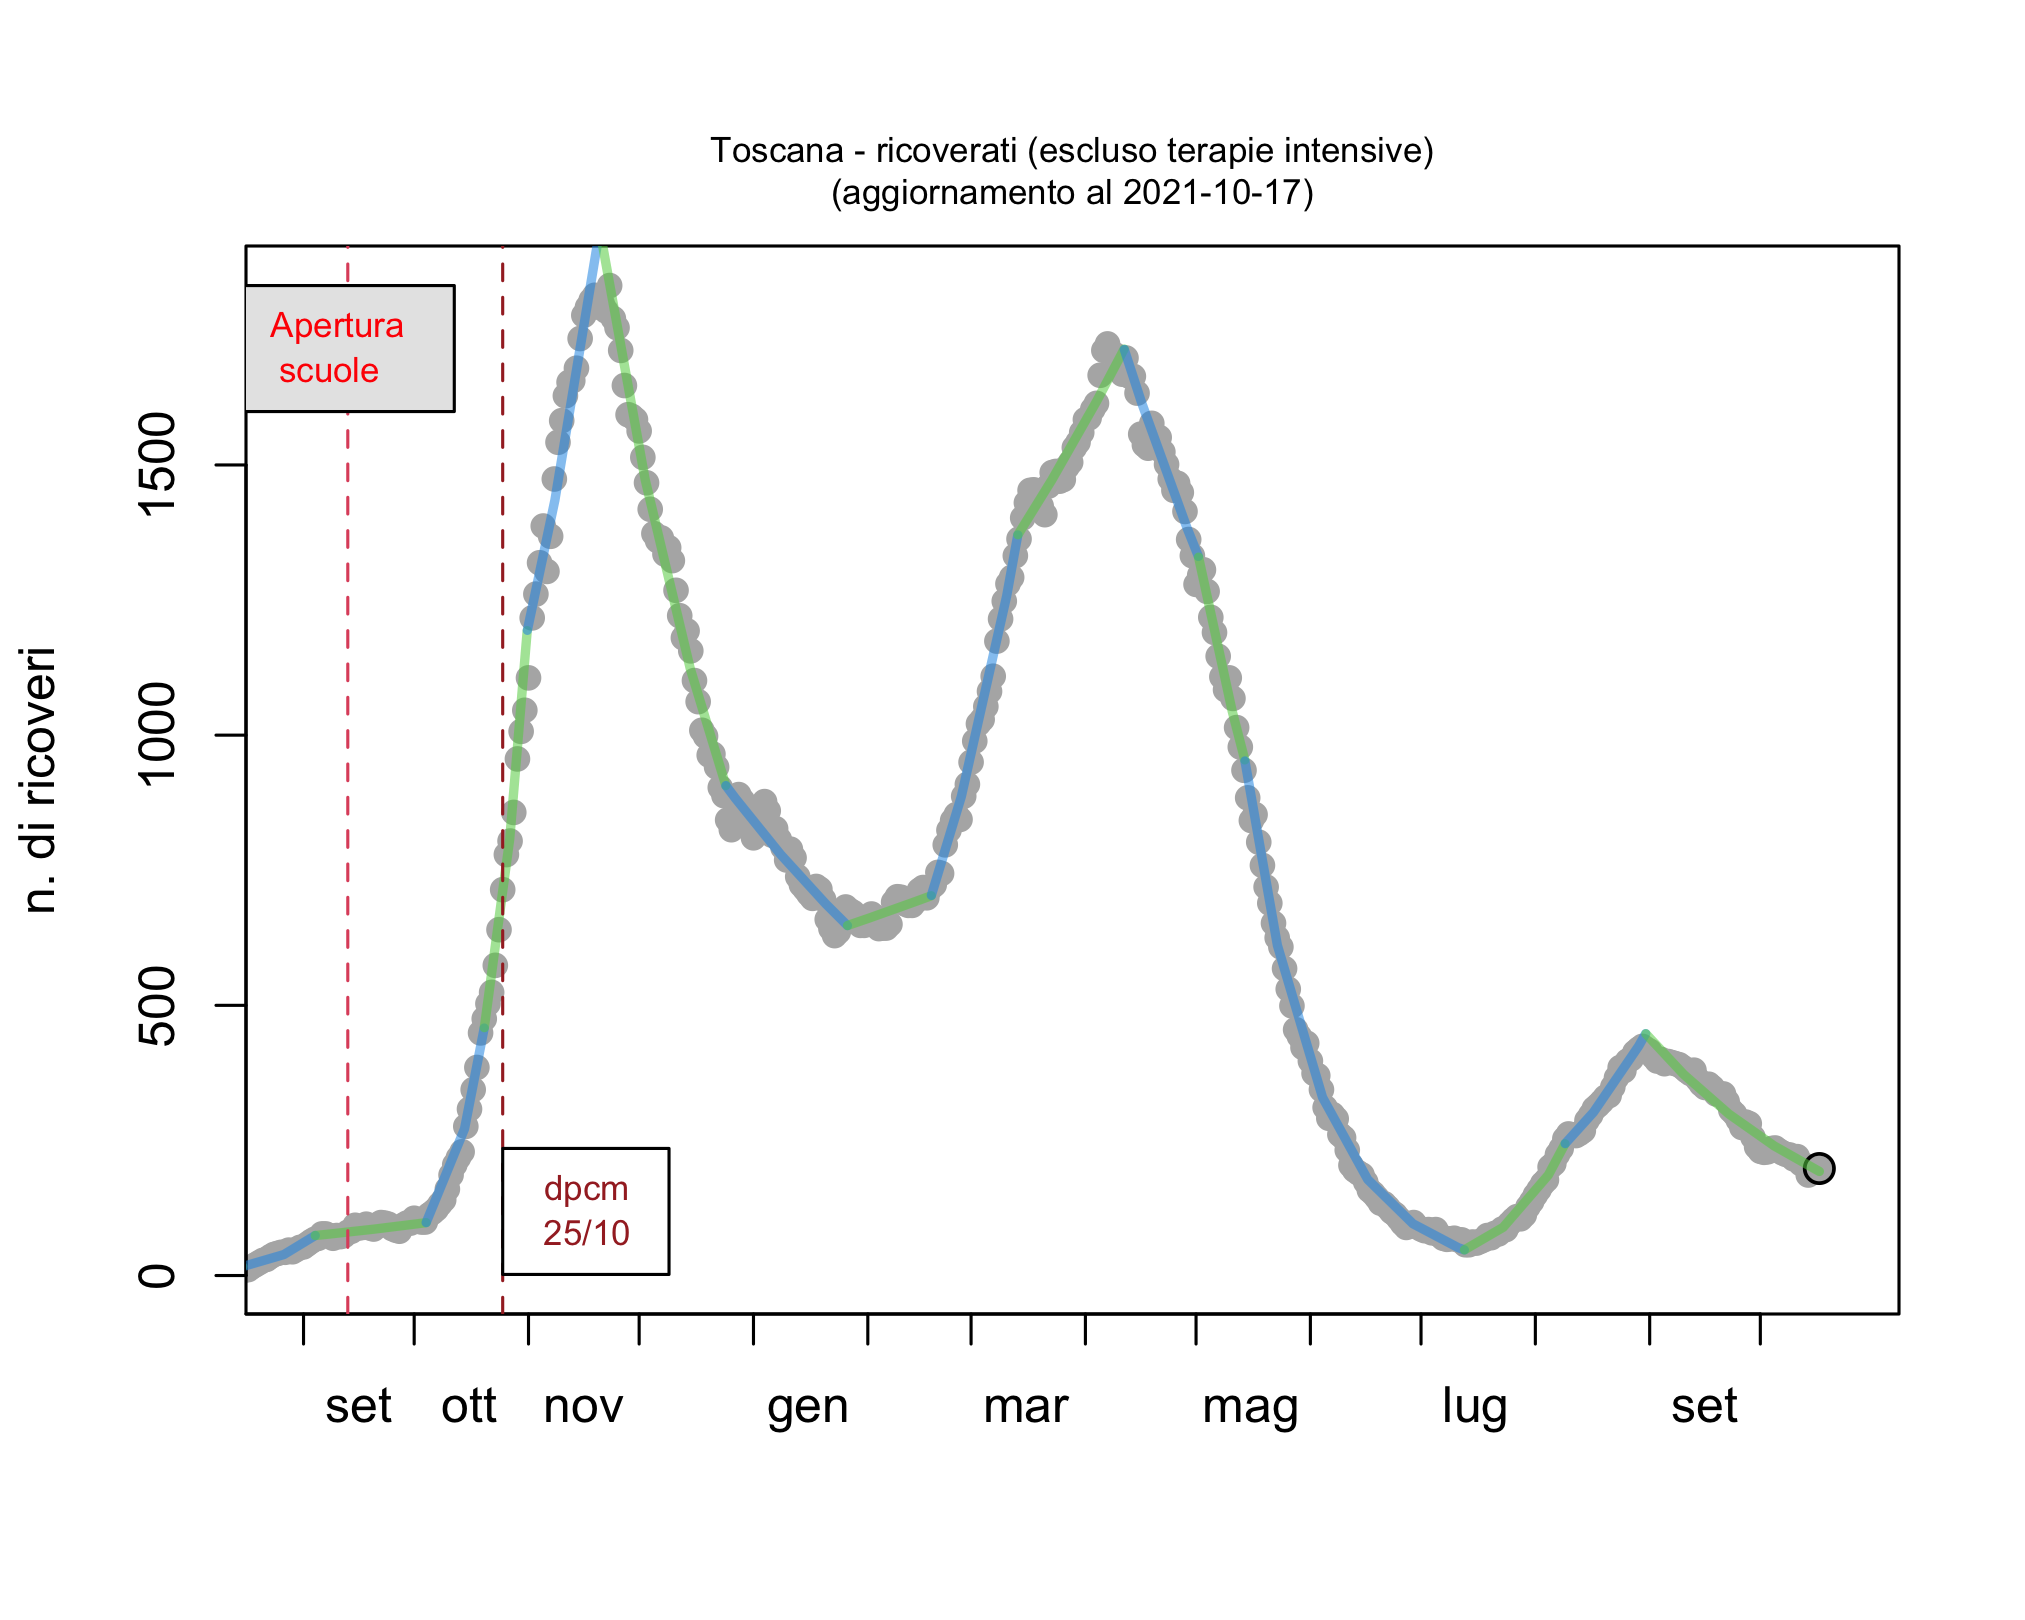 Toscana - ricoverati (escluso terapie intensive)
(aggiornamento al 2021-10-17)
Apertura
scuole
n. di ricoveri
1500
1000
500
0
dpcm
25/10
set ott nov gen mar mag lug set